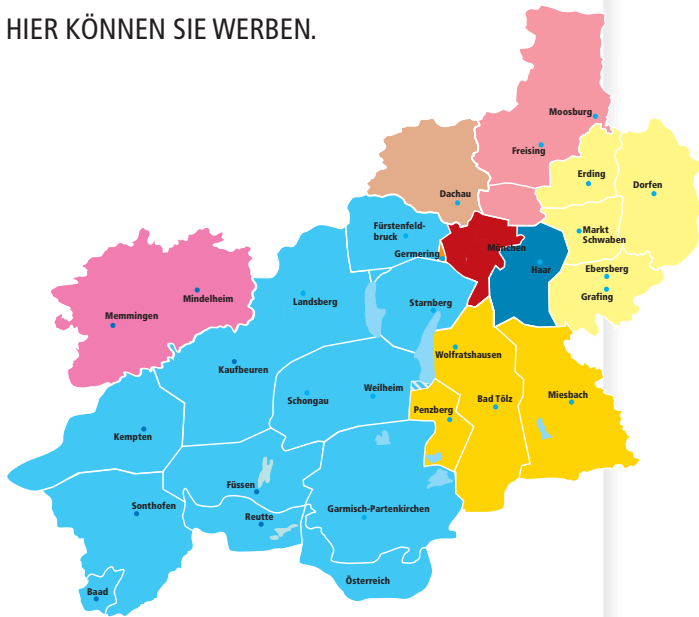 HIER KÖNNEN SIE WERBEN.
Moosburg
Freising
Erding
Dorfen
Dachau
Fürstenfeld-
bruck
Markt
Schwaben
München
Germering
Haar
Ebersberg
Grafing
Mindelheim
Memmingen
Landsberg
Starnberg
Wolfratshausen
Kaufbeuren
Schongau
Weilheim
Penzberg
Bad Tölz
Miesbach
Kempten
Füssen
Sonthofen
Reutte
Garmisch-Partenkirchen
Österreich
Baad